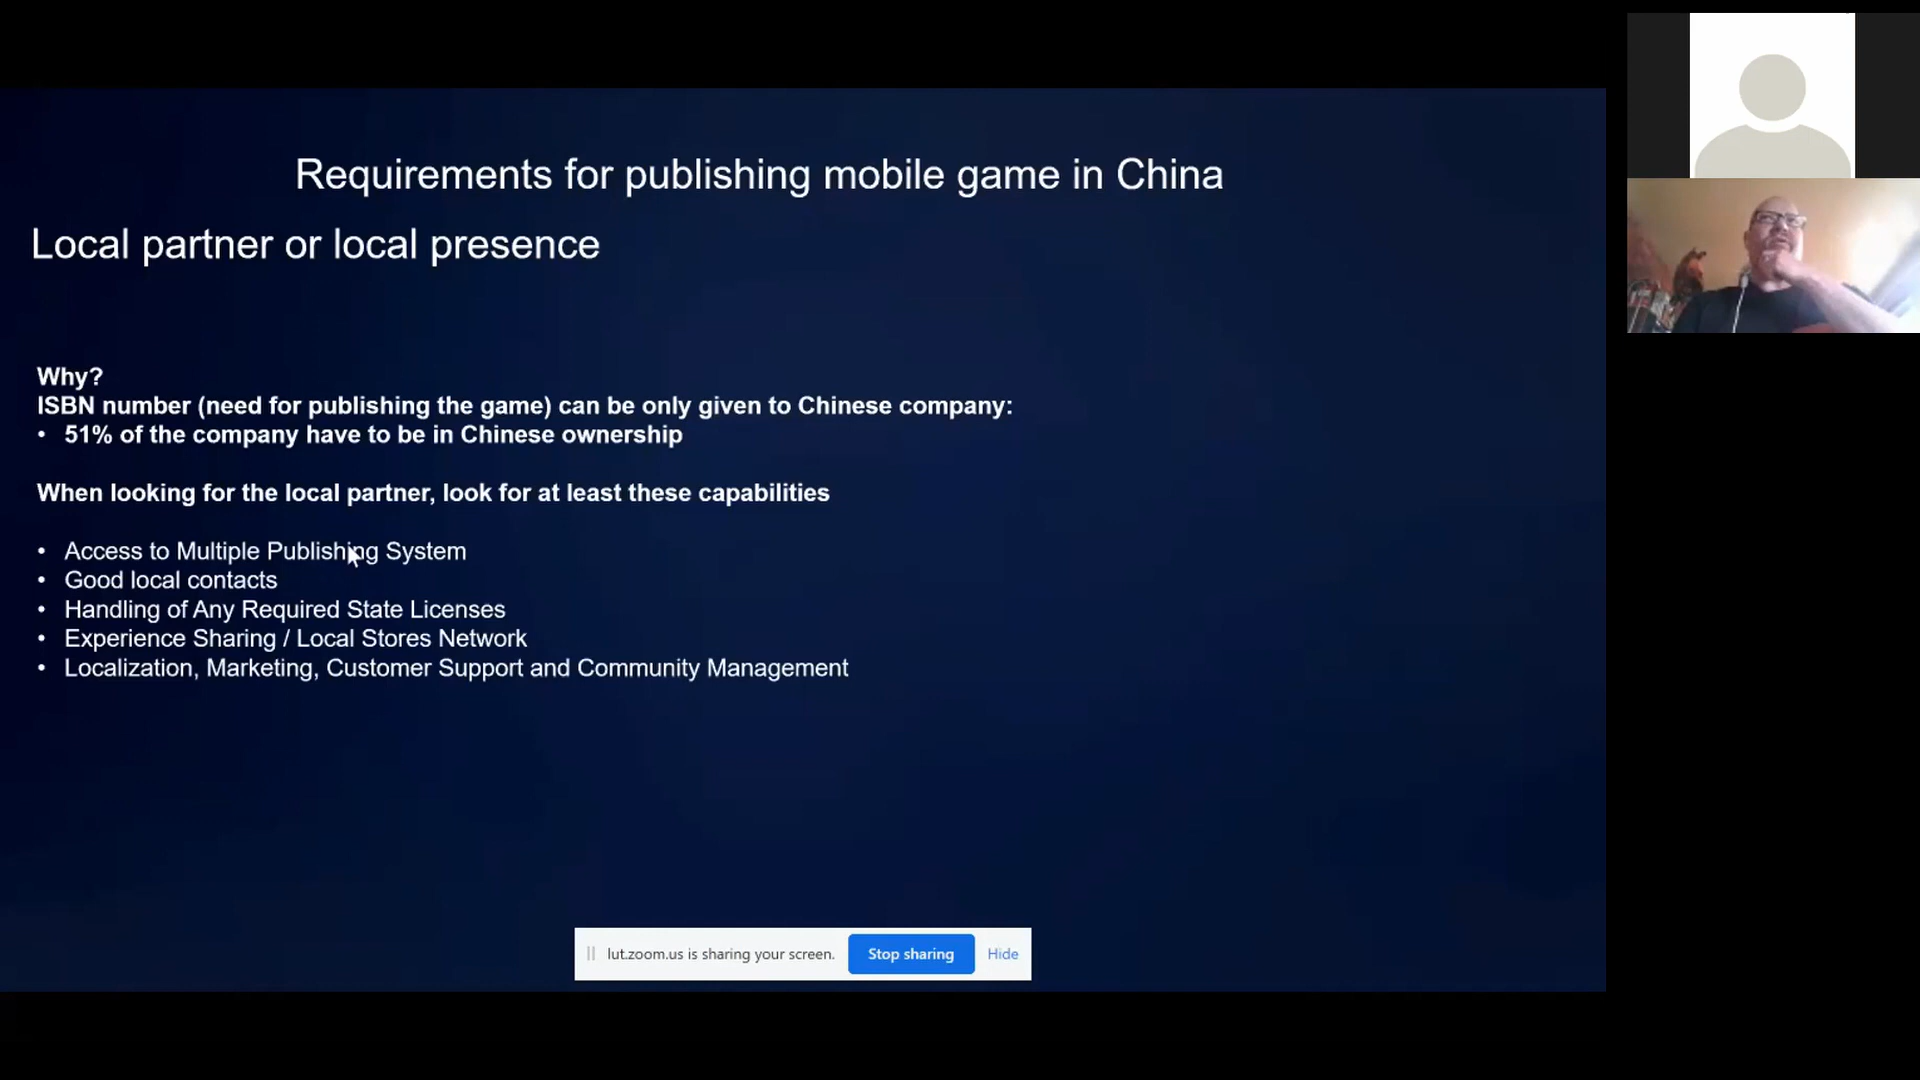 Requirements for publishing mobile game in China
Local partner or local presence
Why?
ISBN number (need for publishing the game) can be only given to Chinese company:
• 51% of the company have to be in Chinese ownership
When looking for the local partner, look for at least these capabilities
• Access to Multiple Publishing System
• Good local contacts
• Handling of Any Required State Licenses
• Experience Sharing / Local Stores Network
• Localization, Marketing, Customer Support and Community Management
lut.zoom.us is sharing your screen. Stop sharing Hide